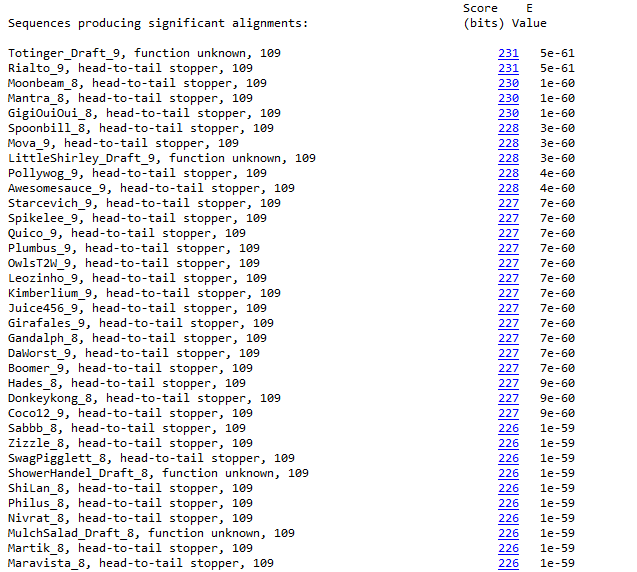 Score E
Sequences producing significant alignments: (bits) Value
Totinger_Draft_9, function unknown, 109 231 5e-61
Rialto_9, head-to-tail stopper, 109 231 5e-61
Moonbeam_8, head-to-tail stopper, 109 230 1e-60
Mantra_8, head-to-tail stopper, 109 230 1e-60
GigiOuiOui_8, head-to-tail stopper, 109 230 1e-60
Spoonbill_8, head-to-tail stopper, 109 228 3e-60
Mova_9, head-to-tail stopper, 109 228 3e-60
LittleShirley_Draft_9, function unknown, 109 228 3e-60
Pollywog_9, head-to-tail stopper, 109 228 4e-60
Awesomesauce_9, head-to-tail stopper, 109 228 4e-60
Starcevich_9, head-to-tail stopper, 109 227 7e-60
Spikelee_9, head-to-tail stopper, 109 227 7e-60
Quico_9, head-to-tail stopper, 109 227 7e-60
Plumbus_9, head-to-tail stopper, 109 227 7e-60
OwlsT2W_9, head-to-tail stopper, 109 227 7e-60
Leozinho_9, head-to-tail stopper, 109 227 7e-60
Kimberlium_9, head-to-tail stopper, 109 227 7e-60
Juice456_9, head-to-tail stopper, 109 227 7e-60
Girafales_9, head-to-tail stopper, 109 227 7e-60
Gandalph_8, head-to-tail stopper, 109 227 7e-60
DaWorst_9, head-to-tail stopper, 109 227 7e-60
Boomer_9, head-to-tail stopper, 109 227 7e-60
Hades_8, head-to-tail stopper, 109 227 9e-60
Donkeykong_8, head-to-tail stopper, 109 227 9e-60
Coco12_9, head-to-tail stopper, 109 227 9e-60
Sabbb_8, head-to-tail stopper, 109 226 1e-59
Zizzle_8, head-to-tail stopper, 109 226 1e-59
SwagPigglett_8, head-to-tail stopper, 109 226 1e-59
ShowerHandel_Draft_8, function unknown, 109 226 1e-59
ShiLan_8, head-to-tail stopper, 109 226 1e-59
Philus_8, head-to-tail stopper, 109 226 1e-59
Nivrat_8, head-to-tail stopper, 109 226 1e-59
MulchSalad_Draft_8, function unknown, 109 226 1e-59
Martik_8, head-to-tail stopper, 109 226 1e-59
Maravista_8, head-to-tail stopper, 109 226 1e-59